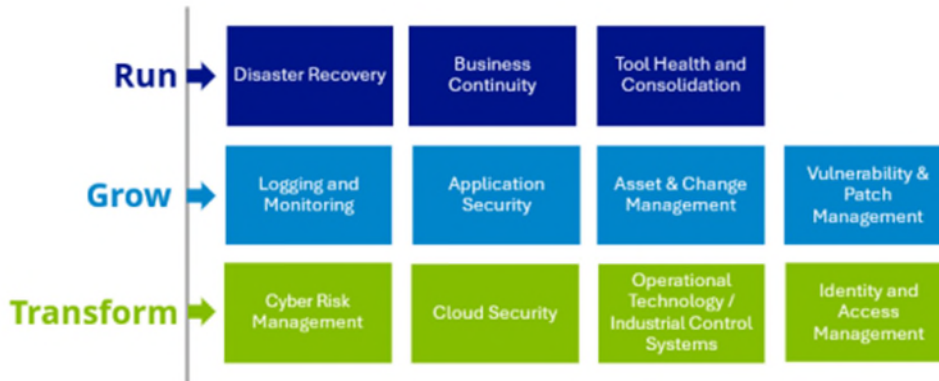 Run
Disaster Recovery
Business
Continuity
Tool Health and
Consolidation
Grow
Logging and
Monitoring
Application
Security
Asset & Change
Management
Vulnerability &
Patch
Management
Transform
Cyber Risk
Management
Cloud Security
Operational
Technology /
Industrial Control
Systems
Identity and
Access
Management